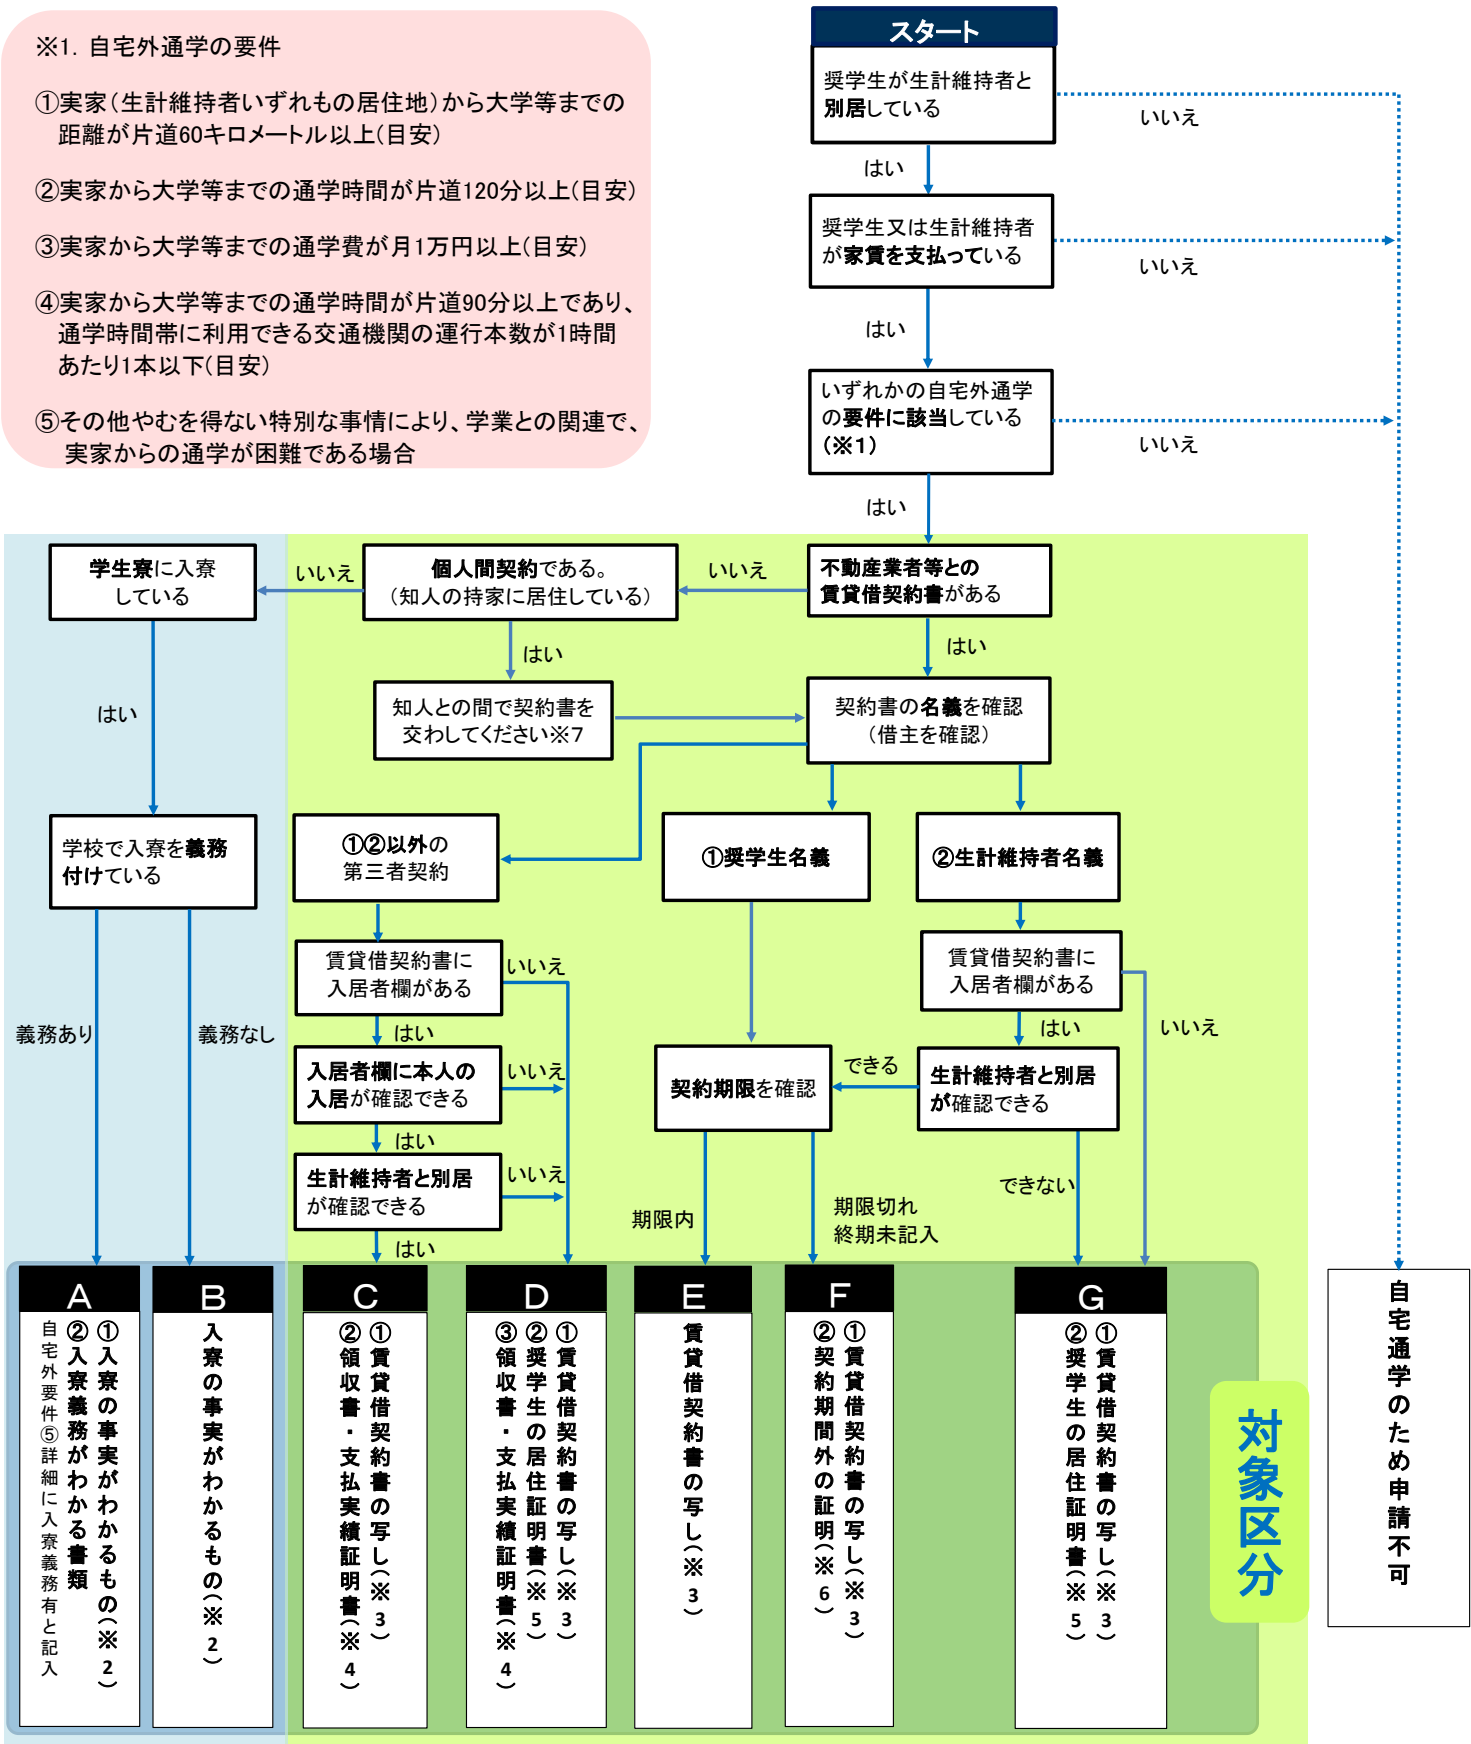 ※1．自宅外通学の要件
①実家（生計維持者いずれもの居住地）から大学等までの
距離が片道60キロメートル以上(目安)
②実家から大学等までの通学時間が片道120分以上(目安)
③実家から大学等までの通学費が月1万円以上(目安)
④実家から大学等までの通学時間が片道90分以上であり、
通学時間帯に利用できる交通機関の運行本数が1時間
あたり1本以下(目安)
⑤その他やむを得ない特別な事情により、学業との関連で、
実家からの通学が困難である場合
スタート
奨学生が生計維持者と
別居している
いいえ
はい
奨学生又は生計維持者
が家賃を支払っている
いいえ
はい
いずれかの自宅外通学
の要件に該当している
(※1)
いいえ
はい
不動産業者等との
賃貸借契約書がある
いいえ
個人間契約である。
（知人の持家に居住している）
いいえ
学生寮に入寮
している
はい
はい
はい
知人との間で契約書を
交わしてください※7
契約書の名義を確認
（借主を確認）
学校で入寮を義務
付けている
①②以外の
第三者契約
①奨学生名義
②生計維持者名義
賃貸借契約書に
入居者欄がある
いいえ
賃貸借契約書に
入居者欄がある
義務あり
義務なし
はい
はい
いいえ
入居者欄に本人の
入居が確認できる
いいえ
契約期限を確認
できる
生計維持者と別居
が確認できる
はい
生計維持者と別居
が確認できる
いいえ
できない
期限内
期限切れ
終期未記入
はい
A
①入寮の事実がわかるもの(※2)
②入寮義務がわかる書類
自宅外要件⑤詳細に入寮義務有と記入
B
入寮の事実がわかるもの(※2)
C
①賃貸借契約書の写し(※3)
②領収書・支払実績証明書(※4)
D
①賃貸借契約書の写し(※3)
②奨学生の居住証明書(※5)
③領収書・支払実績証明書(※4)
E
賃貸借契約書の写し(※3)
F
①賃貸借契約書の写し(※3)
②契約期間外の証明(※6)
G
①賃貸借契約書の写し(※3)
②奨学生の居住証明書(※5)
対象区分
自宅通学のため申請不可